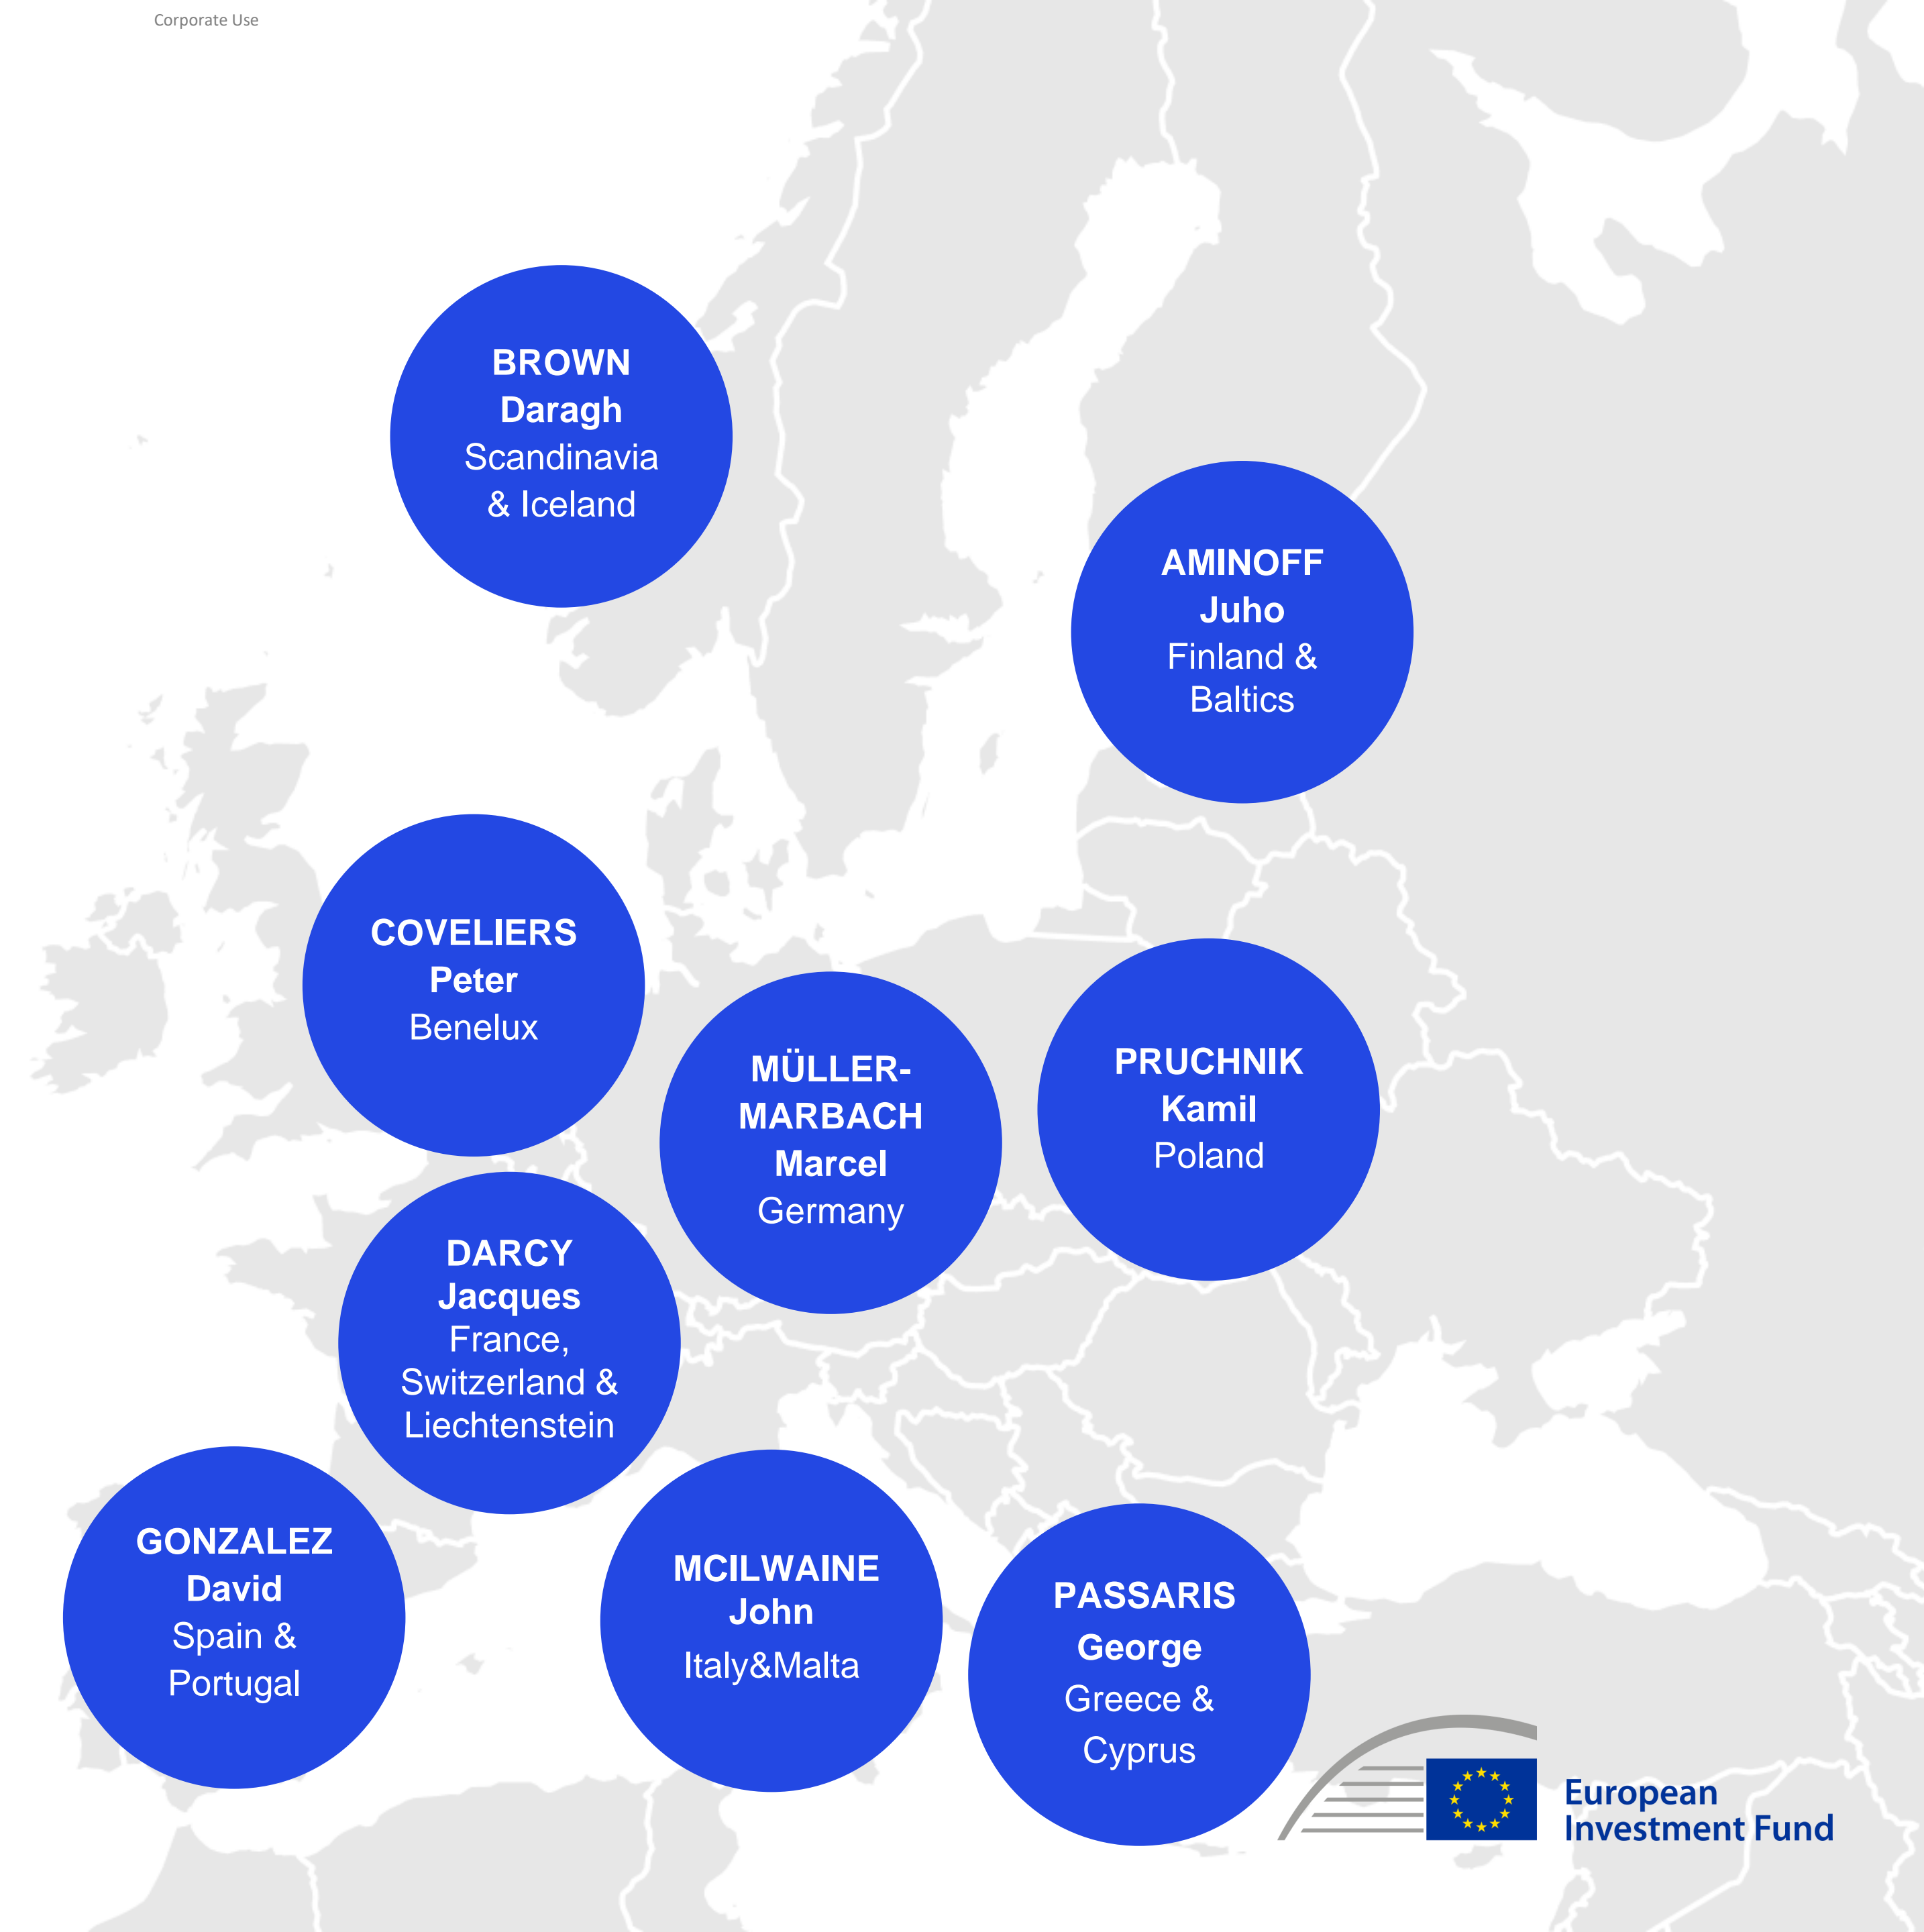 Corporate Use
BROWN
Daragh
Scandinavia
& Iceland
AMINOFF
Juho
Finland &
Baltics
COVELIERS
Peter
Benelux
MÜLLER-
MARBACH
Marcel
Germany
PRUCHNIK
Kamil
Poland
DARCY
Jacques
France,
Switzerland &
Liechtenstein
GONZALEZ
David
Spain &
Portugal
MCILWAINE
John
Italy&Malta
PASSARIS
George
Greece &
Cyprus
European
Investment Fund